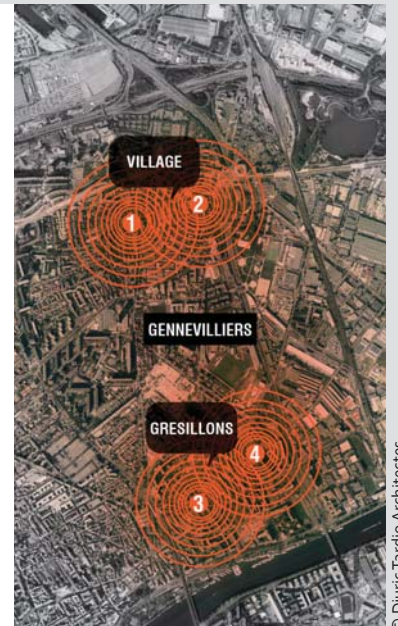 VILLAGE
1
2
GENNEVILLIERS
GRESILLONS
4
3
© Djuric Tardio Architectes